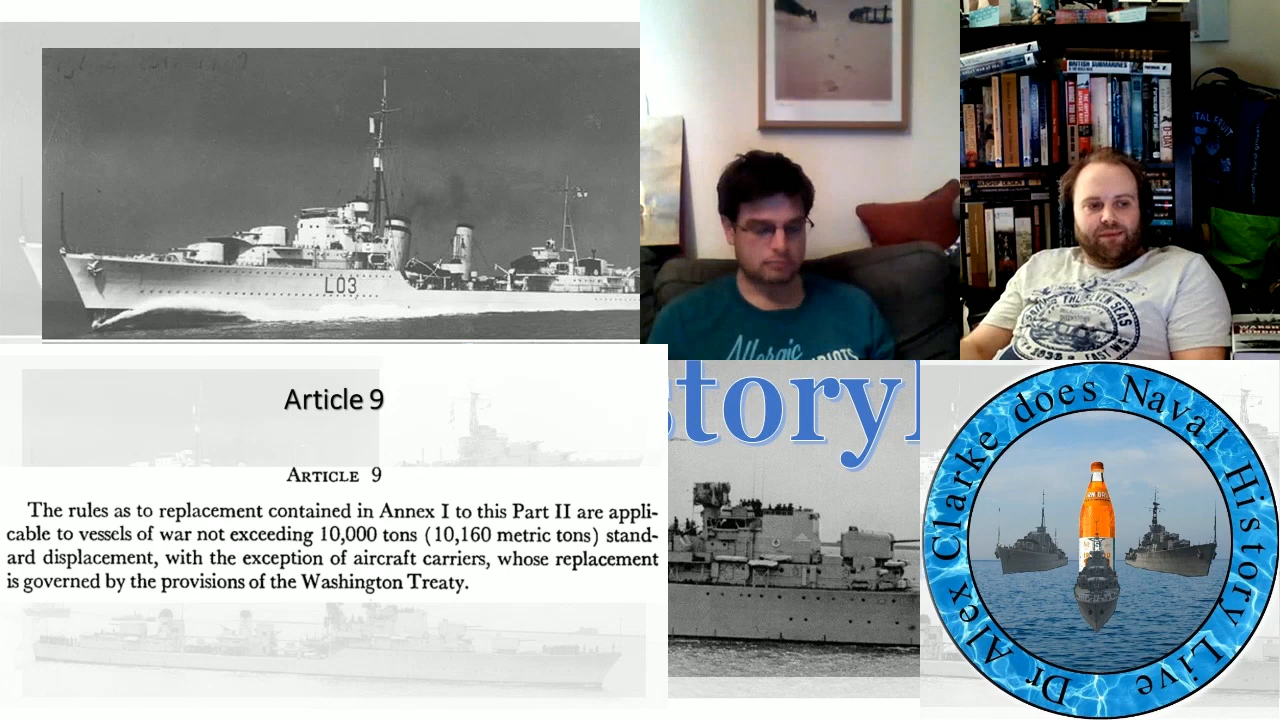 L03
BRITISH SUBMARINES
Allergic
Article 9
ARTICLE 9
The rules as to replacement contained in Annex I to this Part II are appli-
cable to vessels of war not exceeding 10,000 tons (10,160 metric tons) stand-
ard displacement, with the exception of aircraft carriers, whose replacement
is governed by the provisions of the Washington Treaty.
story
Dr Alex Clarke does Naval History Live